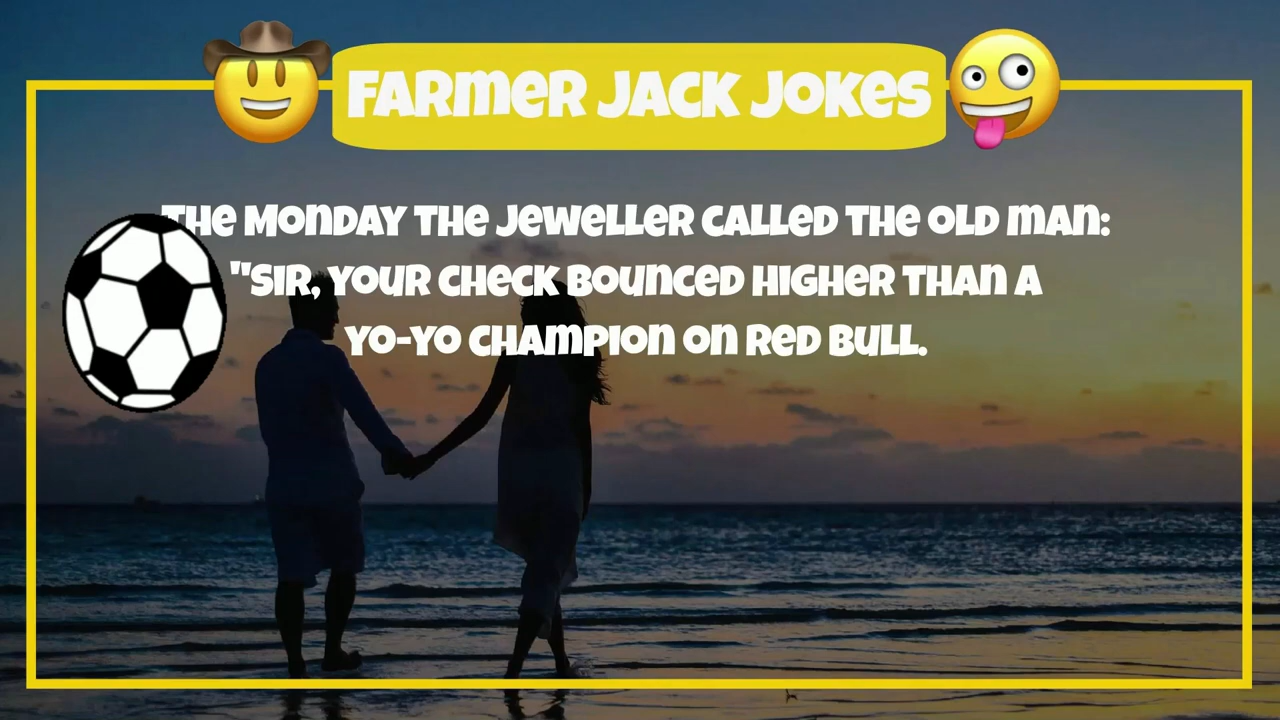 FARMER JACK JOKES
THE MONDAY THE JEWELLER CALLED THE OLD MAN:
"SIR, YOUR CHECK BOUNCED HIGHER THAN A
YO-YO CHAMPION ON RED BULL.